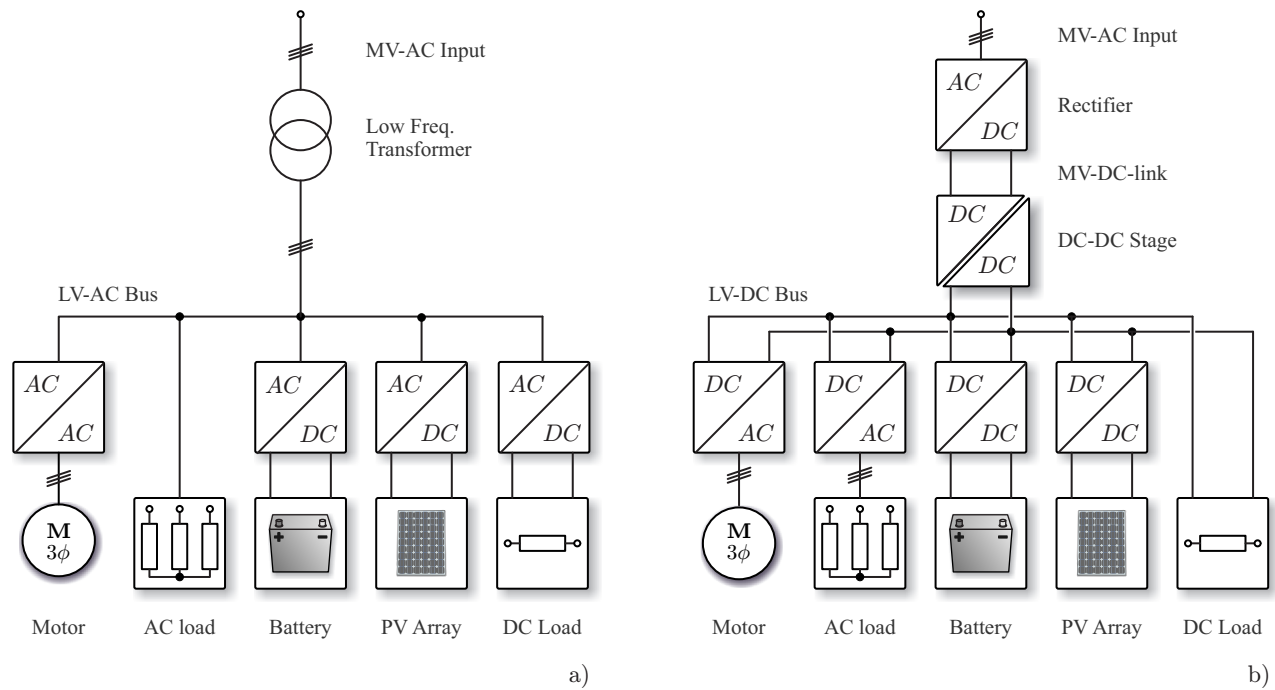 MV-AC Input
Low Freq.
Transformer
LV-AC Bus
AC
AC
AC
DC
AC
DC
AC
DC
M
3ϕ
+ −
Motor
AC load
Battery
PV Array
DC Load
a)
MV-AC Input
AC
DC
Rectifier
MV-DC-link
DC
DC
DC-DC Stage
LV-DC Bus
DC
AC
DC
AC
DC
DC
DC
DC
M
3ϕ
+ −
Motor
AC load
Battery
PV Array
DC Load
b)